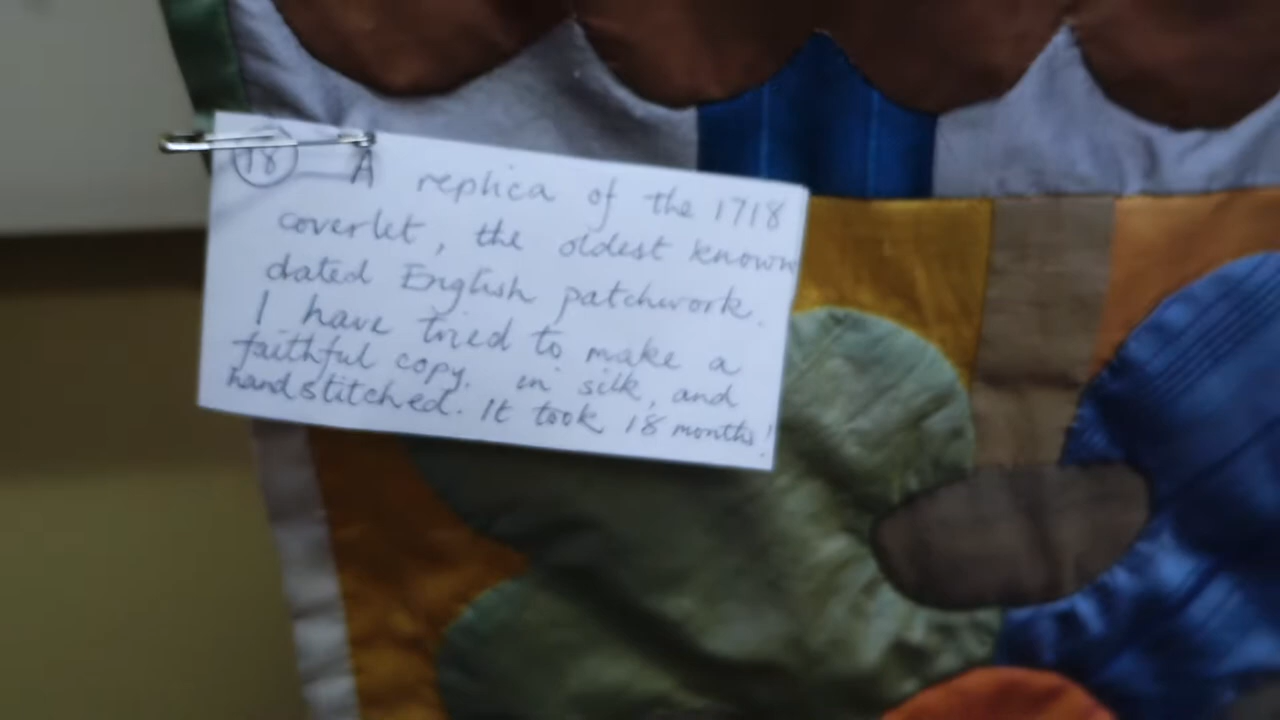 18 — A replica of the 1718
coverlet, the oldest known
dated English patchwork.
I have tried to make a
faithful copy. in silk, and
handstitched. It took 18 months!